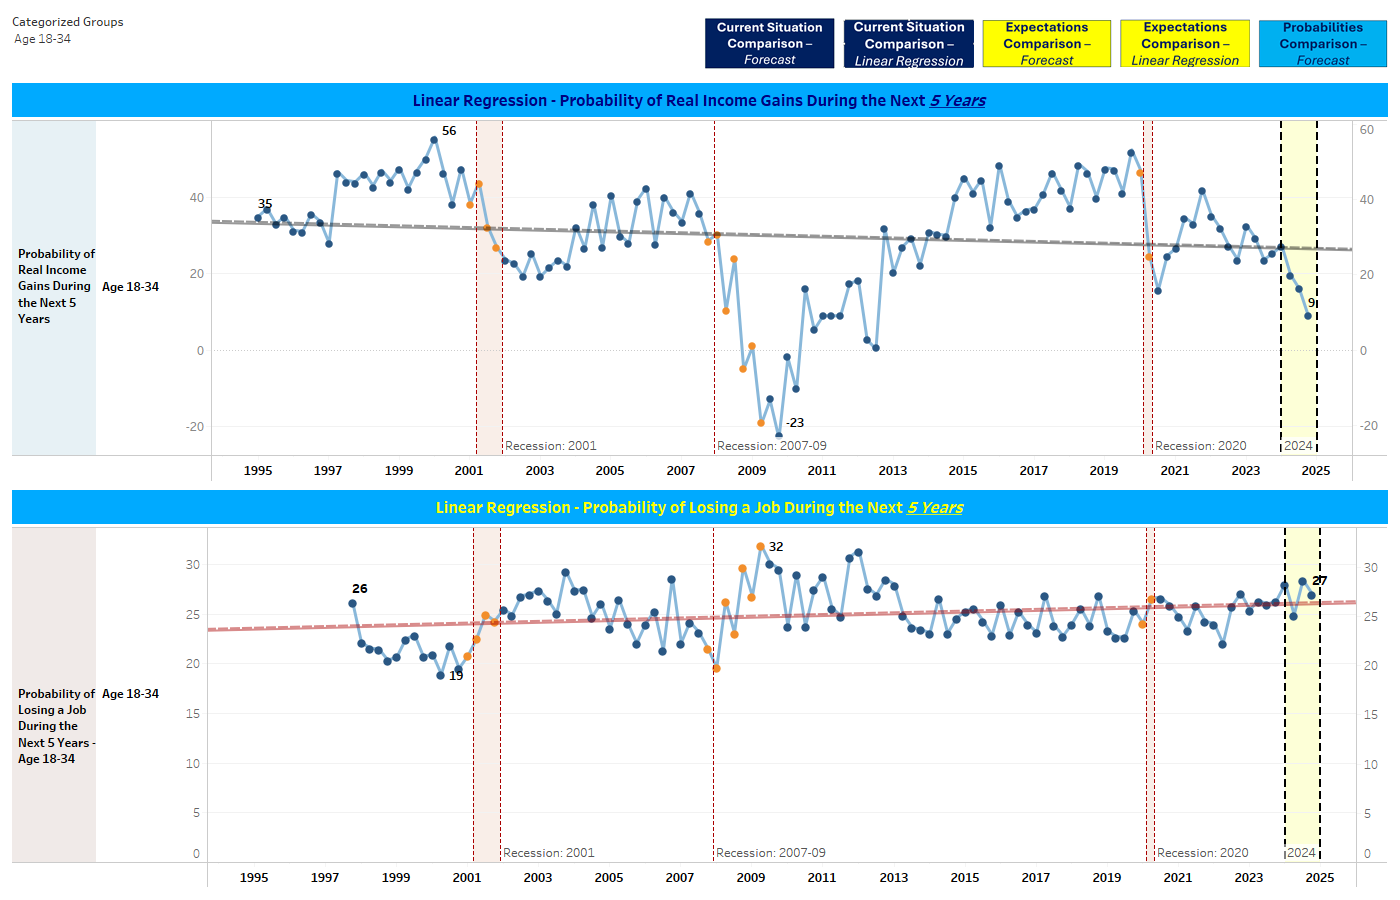 Categorized Groups
Age 18-34
Current Situation
Comparison –
Forecast
Current Situation
Comparison –
Linear Regression
Expectations
Comparison –
Forecast
Expectations
Comparison –
Linear Regression
Probabilities
Comparison –
Forecast
Linear Regression - Probability of Real Income Gains During the Next 5 Years
Probability of
Real Income
Gains During
the Next 5
Years
Age 18-34
40
20
0
-20
60
40
20
0
-20
35
56
-23
9
Recession: 2001
Recession: 2007-09
Recession: 2020
2024
1995 1997 1999 2001 2003 2005 2007 2009 2011 2013 2015 2017 2019 2021 2023 2025
Linear Regression - Probability of Losing a Job During the Next 5 Years
Probability of
Losing a Job
During the
Next 5 Years -
Age 18-34
Age 18-34
30
25
20
15
10
5
0
30
25
20
15
10
5
0
26
19
32
27
Recession: 2001
Recession: 2007-09
Recession: 2020
2024
1995 1997 1999 2001 2003 2005 2007 2009 2011 2013 2015 2017 2019 2021 2023 2025